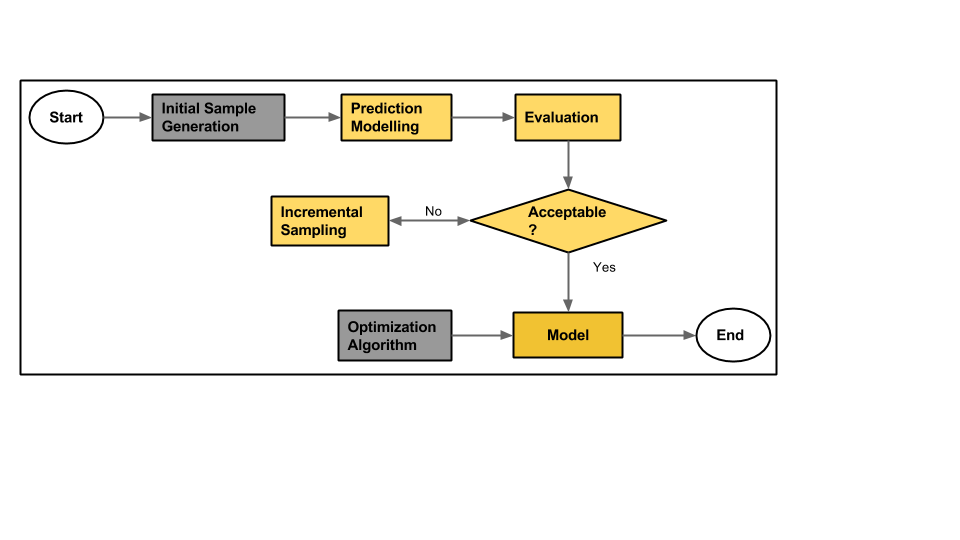 Start
Initial Sample
Generation
Prediction
Modelling
Evaluation
Incremental
Sampling
No
Acceptable
?
Yes
Optimization
Algorithm
Model
End